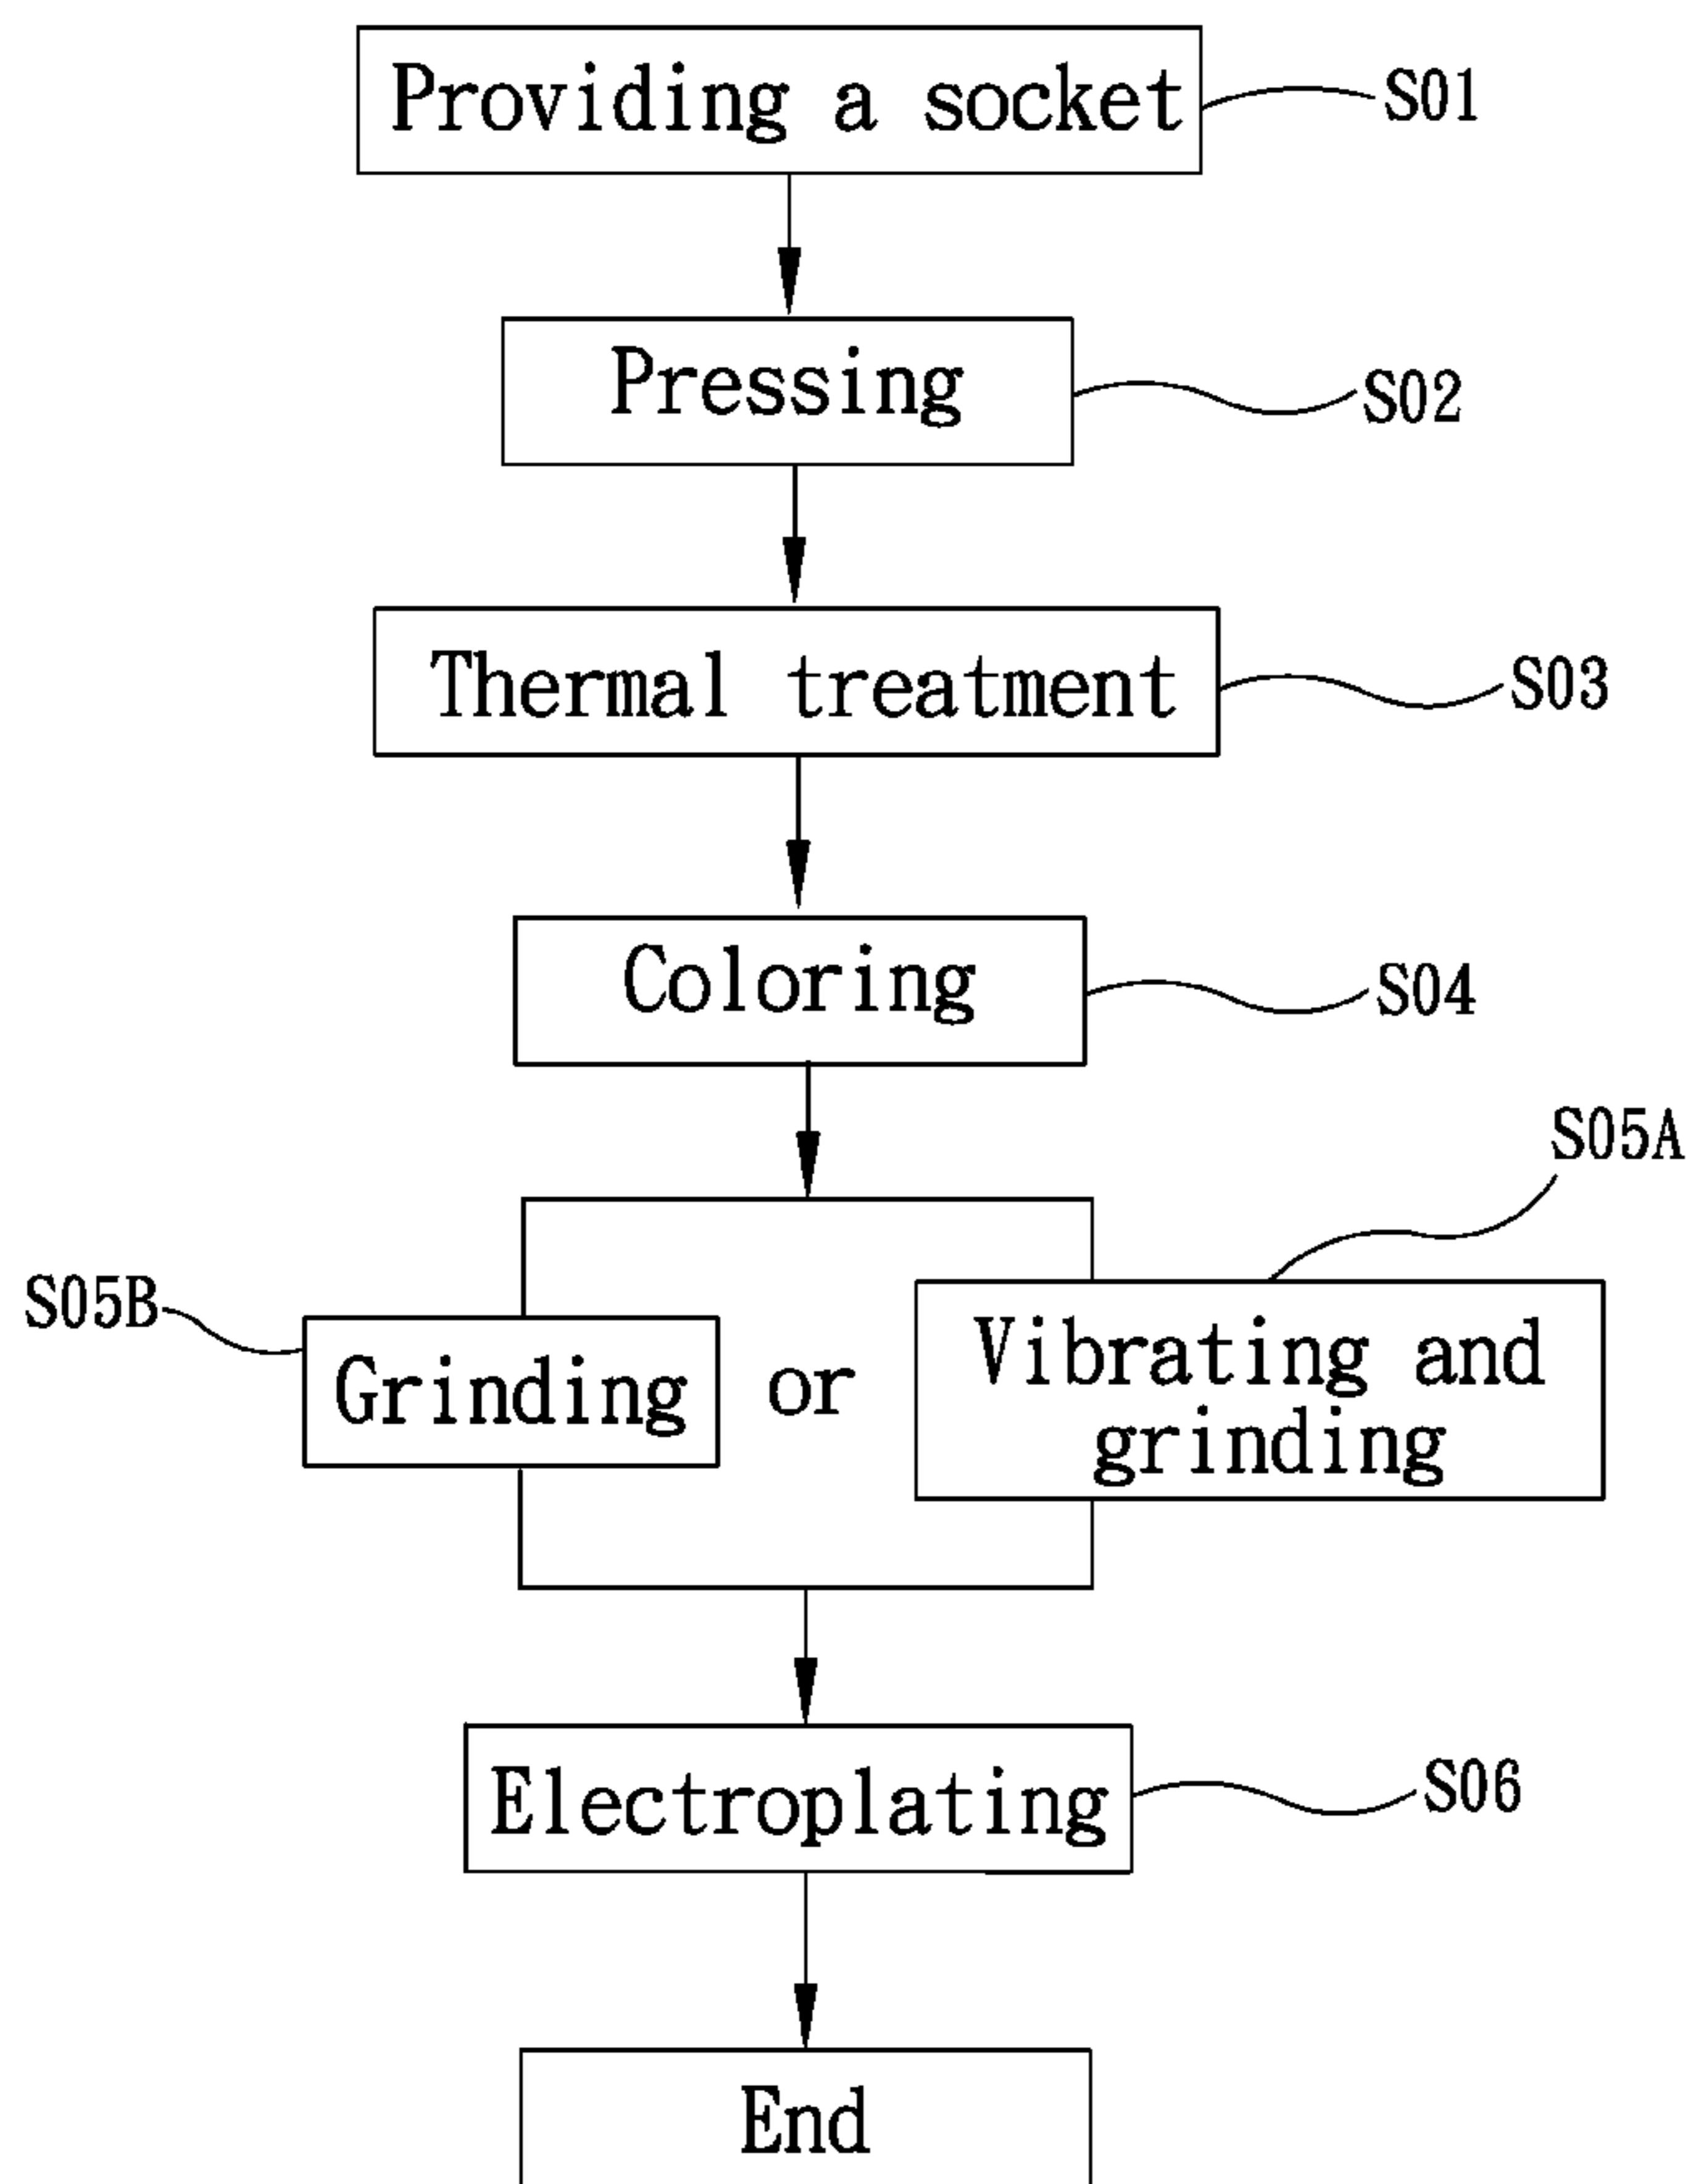 Providing a socket
S01
Pressing
S02
Thermal treatment
S03
Coloring
S04
S05A
S05B
Grinding
or
Vibrating and
grinding
Electroplating
S06
End